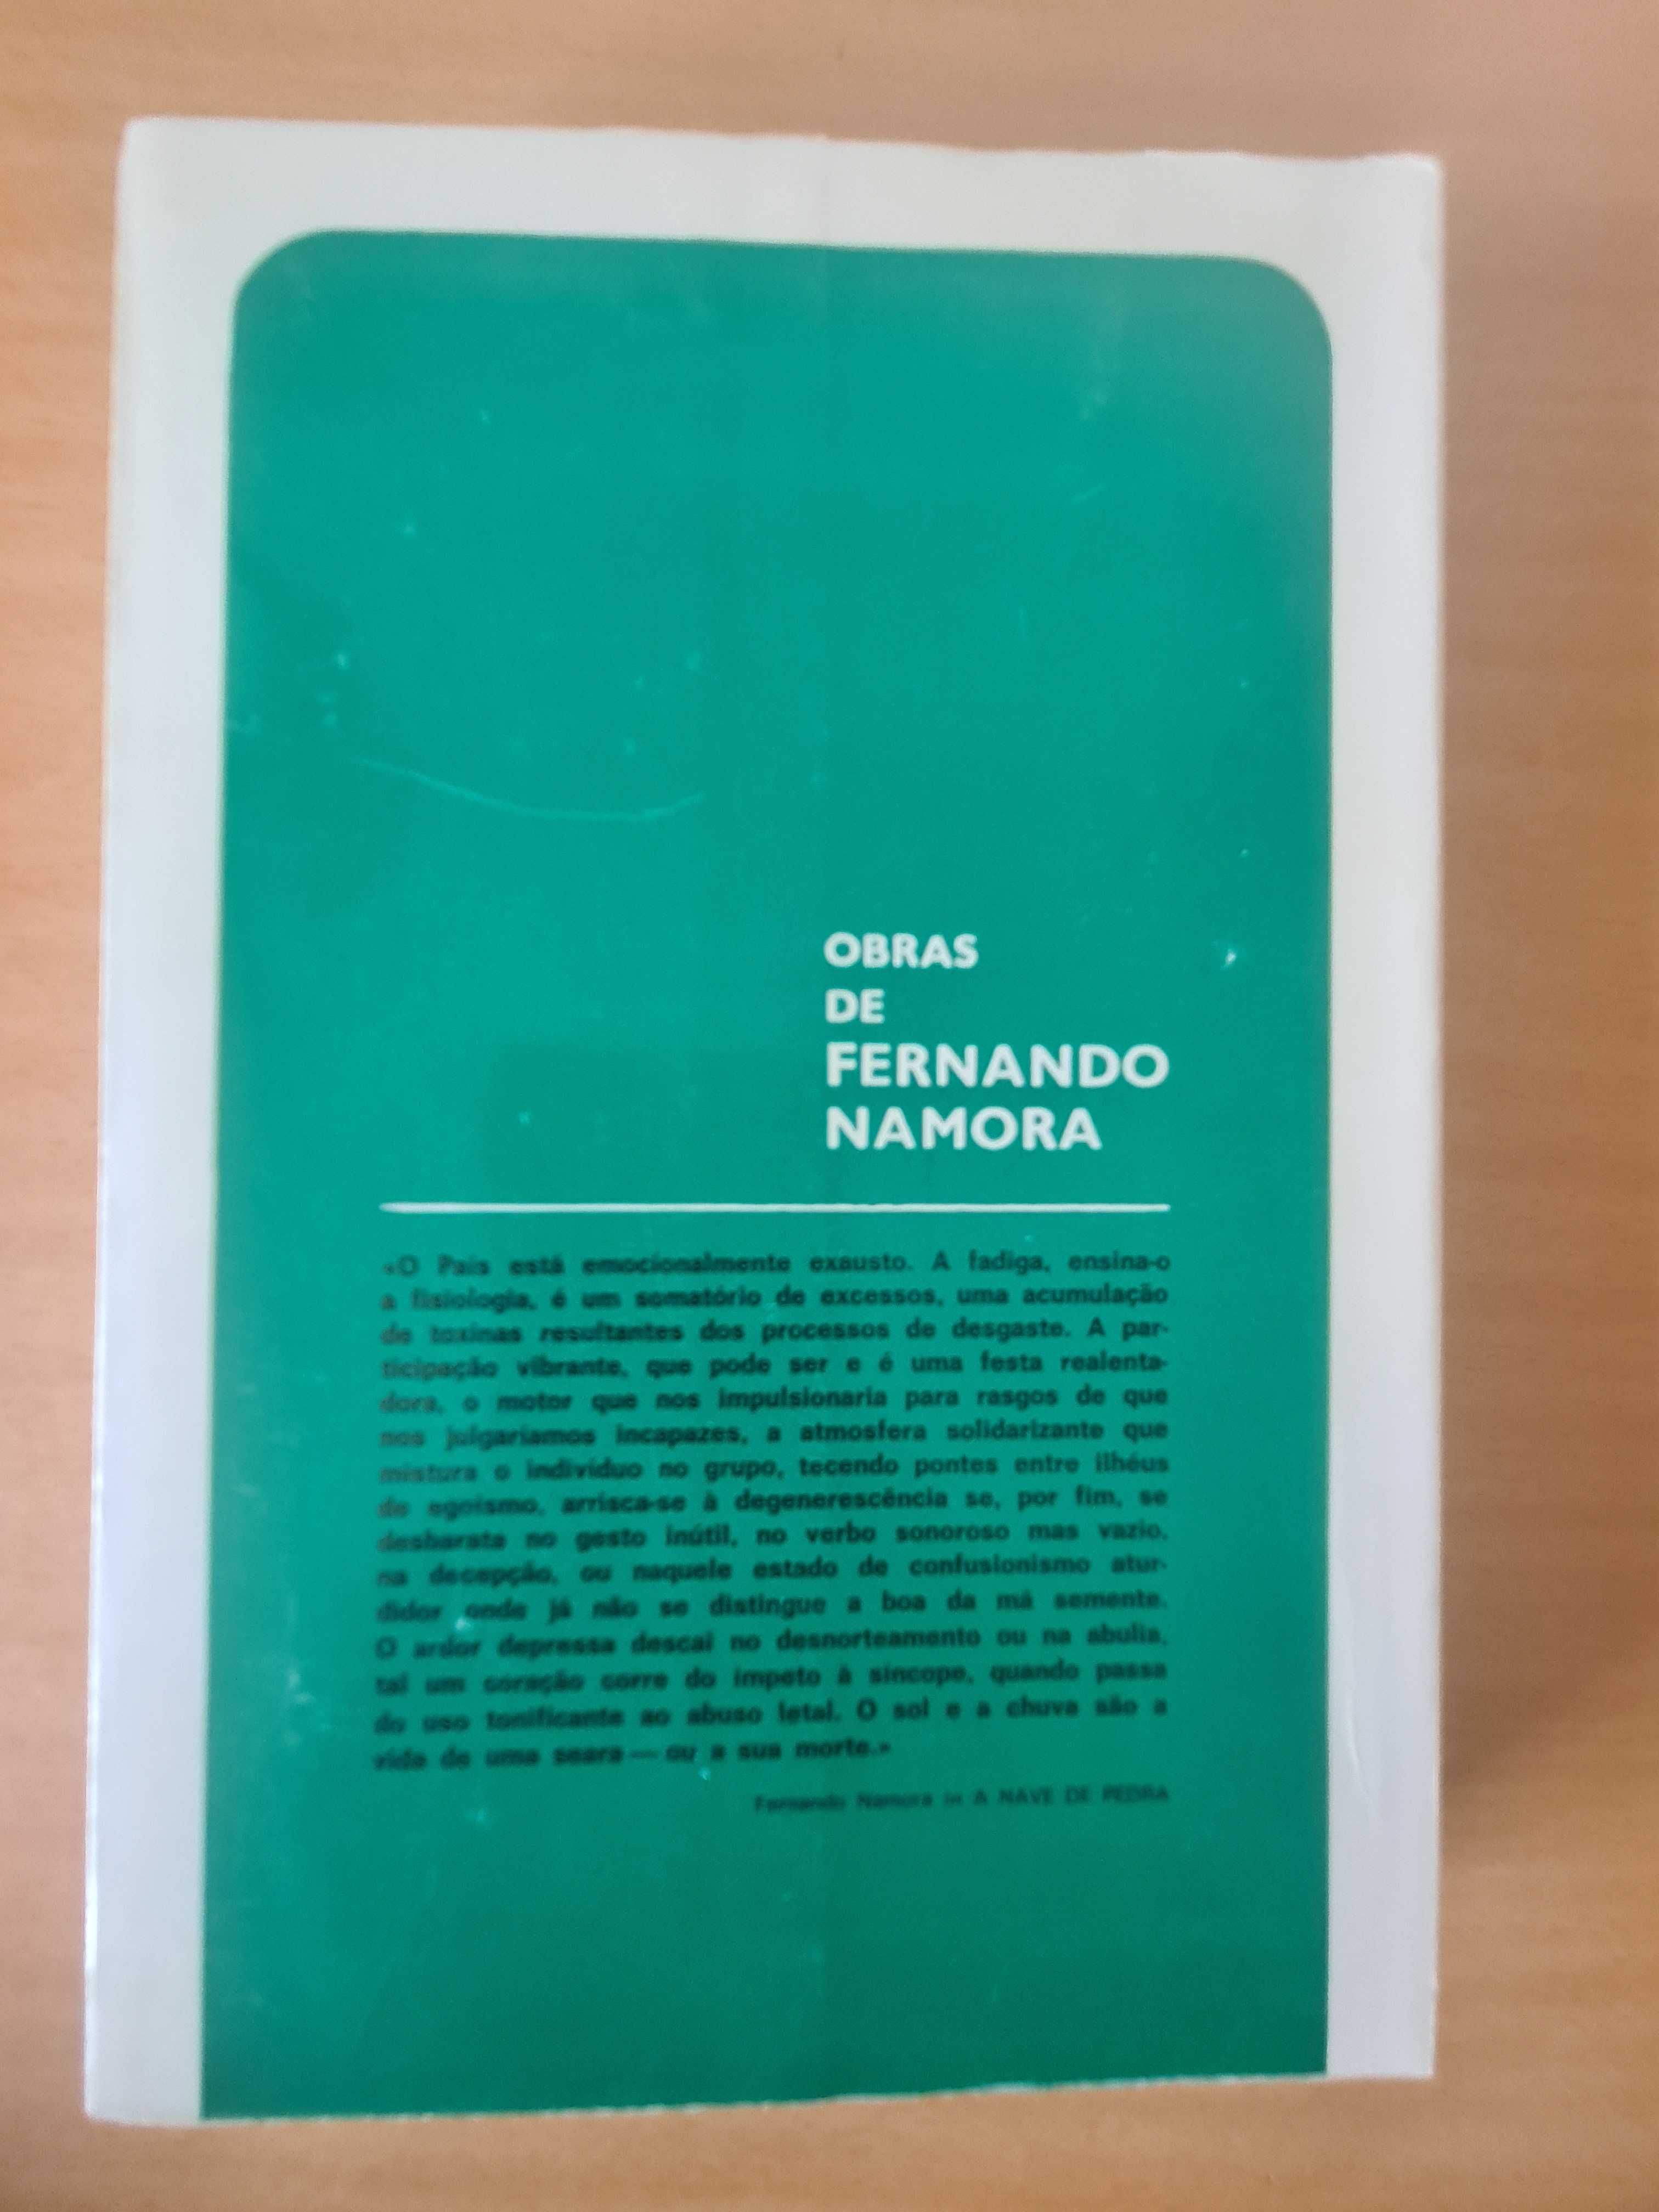 OBRAS
DE
FERNANDO
NAMORA
«O País está emocionalmente exausto. A fadiga, ensina-o
a fisiologia, é um somatório de excessos, uma acumulação
de toxinas resultantes dos processos de desgaste. A par-
ticipação vibrante, que pode ser e é uma festa realenta-
dora, o motor que nos impulsionaria para rasgos de que
nos julgaríamos incapazes, a atmosfera solidarizante que
mistura o indivíduo no grupo, tecendo pontes entre ilhéus
de egoísmo, arrisca-se à degenerescência se, por fim, se
desbarata no gesto inútil, no verbo sonoroso mas vazio,
na decepção, ou naquele estado de confusionismo atur-
didor onde já não se distingue a boa da má semente.
O ardor depressa descai no desnorteamento ou na abulia,
tal um coração corre do ímpeto à síncope, quando passa
do uso tonificante ao abuso letal. O sol e a chuva são a
vida de uma seara — ou a sua morte.»
Fernando Namora in A NAVE DE PEDRA